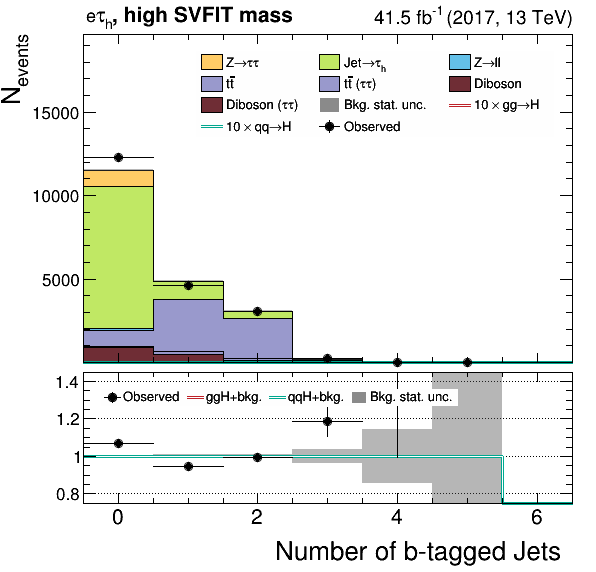 eτh, high SVFIT mass 41.5 fb⁻¹ (2017, 13 TeV)
Nevents
Z→ττ Jet→τh Z→ll
tt̄ tt̄ (ττ) Diboson
Diboson (ττ) Bkg. stat. unc. 10 × gg→H
10 × qq→H Observed
15000
10000
5000
Observed ggH+bkg. qqH+bkg. Bkg. stat. unc.
1.4
1.2
1
0.8
0 2 4 6
Number of b-tagged Jets